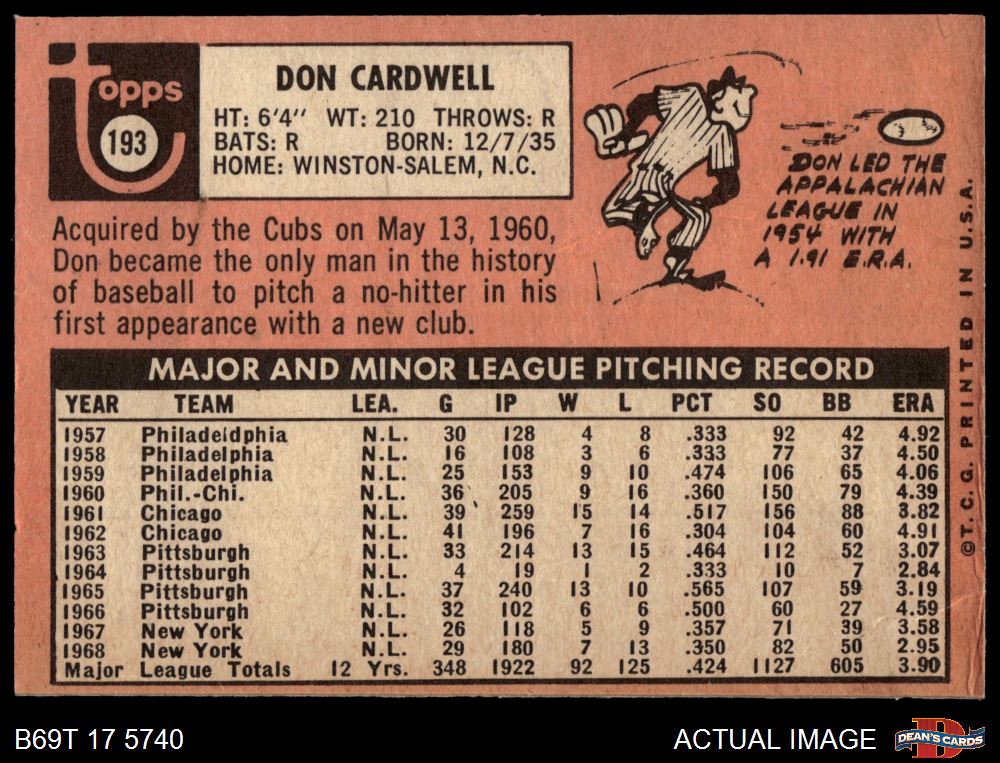 topps
193
DON CARDWELL
HT: 6'4" WT: 210 THROWS: R
BATS: R BORN: 12/7/35
HOME: WINSTON-SALEM, N.C.
DON LED THE
APPALACHIAN
LEAGUE IN
1954 WITH
A 1.91 E.R.A.
Acquired by the Cubs on May 13, 1960,
Don became the only man in the history
of baseball to pitch a no-hitter in his
first appearance with a new club.
MAJOR AND MINOR LEAGUE PITCHING RECORD
YEAR TEAM LEA. G IP W L PCT SO BB ERA
1957 Philadeldphia N.L. 30 128 4 8 .333 92 42 4.92
1958 Philadelphia N.L. 16 108 3 6 .333 77 37 4.50
1959 Philadelphia N.L. 25 153 9 10 .474 106 65 4.06
1960 Phil.-Chi. N.L. 36 205 9 16 .360 150 79 4.39
1961 Chicago N.L. 39 259 15 14 .517 156 88 3.82
1962 Chicago N.L. 41 196 7 16 .304 104 60 4.91
1963 Pittsburgh N.L. 33 214 13 15 .464 112 52 3.07
1964 Pittsburgh N.L. 4 19 1 2 .333 10 7 2.84
1965 Pittsburgh N.L. 37 240 13 10 .565 107 59 3.19
1966 Pittsburgh N.L. 32 102 6 6 .500 60 27 4.59
1967 New York N.L. 26 118 5 9 .357 71 39 3.58
1968 New York N.L. 29 180 7 13 .350 82 50 2.95
Major League Totals 12 Yrs. 348 1922 92 125 .424 1127 605 3.90
©T.C.G. PRINTED IN U.S.A.
B69T 17 5740
ACTUAL IMAGE
DEAN'S CARDS